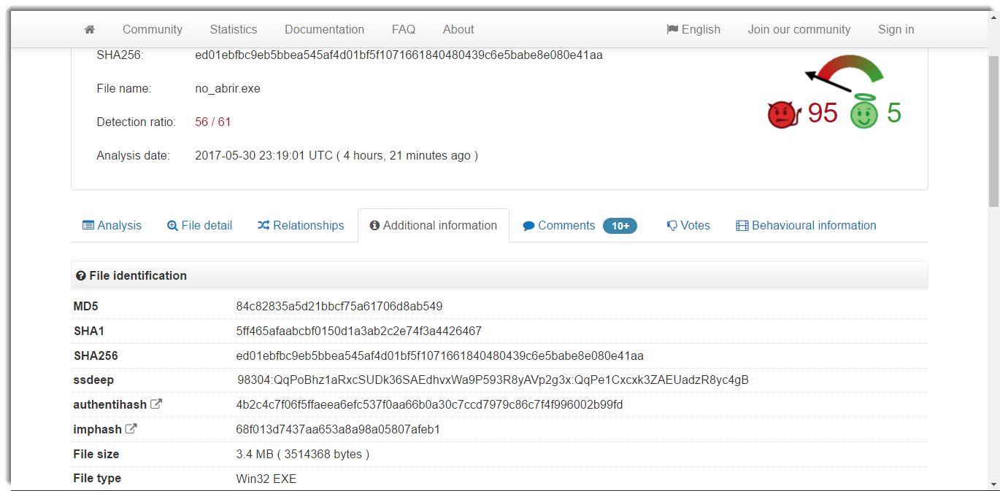 Community Statistics Documentation FAQ About English Join our community Sign in
SHA256: ed01ebfbc9eb5bbea545af4d01bf5f1071661840480439c6e5babe8e080e41aa
File name: no_abrir.exe
Detection ratio: 56 / 61
95 5
Analysis date: 2017-05-30 23:19:01 UTC ( 4 hours, 21 minutes ago )
Analysis File detail Relationships Additional information Comments 10+ Votes Behavioural information
File identification
MD5 84c82835a5d21bbcf75a61706d8ab549
SHA1 5ff465afaabcbf0150d1a3ab2c2e74f3a4426467
SHA256 ed01ebfbc9eb5bbea545af4d01bf5f1071661840480439c6e5babe8e080e41aa
ssdeep 98304:QqPoBhz1aRxcSUDk36SAEdhvxWa9P593R8yAVp2g3x:QqPe1Cxcxk3ZAEUadzR8yc4gB
authentihash 4b2c4c7f06f5ffaeea6efc537f0aa66b0a30c7ccd7979c86c7f4f996002b99fd
imphash 68f013d7437aa653a8a98a05807afeb1
File size 3.4 MB ( 3514368 bytes )
File type Win32 EXE